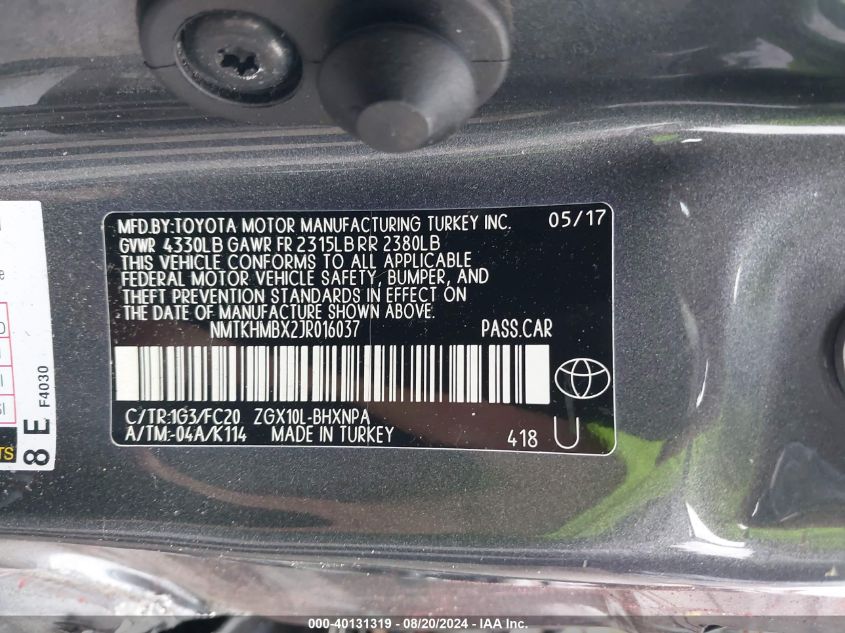 MFD.BY:TOYOTA MOTOR MANUFACTURING TURKEY INC. 05/17
GVWR 4330LB GAWR FR 2315LB RR 2380LB
THIS VEHICLE CONFORMS TO ALL APPLICABLE
FEDERAL MOTOR VEHICLE SAFETY, BUMPER, AND
THEFT PREVENTION STANDARDS IN EFFECT ON
THE DATE OF MANUFACTURE SHOWN ABOVE.
NMTKHMBX2JR016037 PASS.CAR
C/TR:1G3/FC20 ZGX10L-BHXNPA
A/TM:04A/K114 MADE IN TURKEY 418 U
8 E F4030
000-40131319 - 08/20/2024 - IAAI.COM.